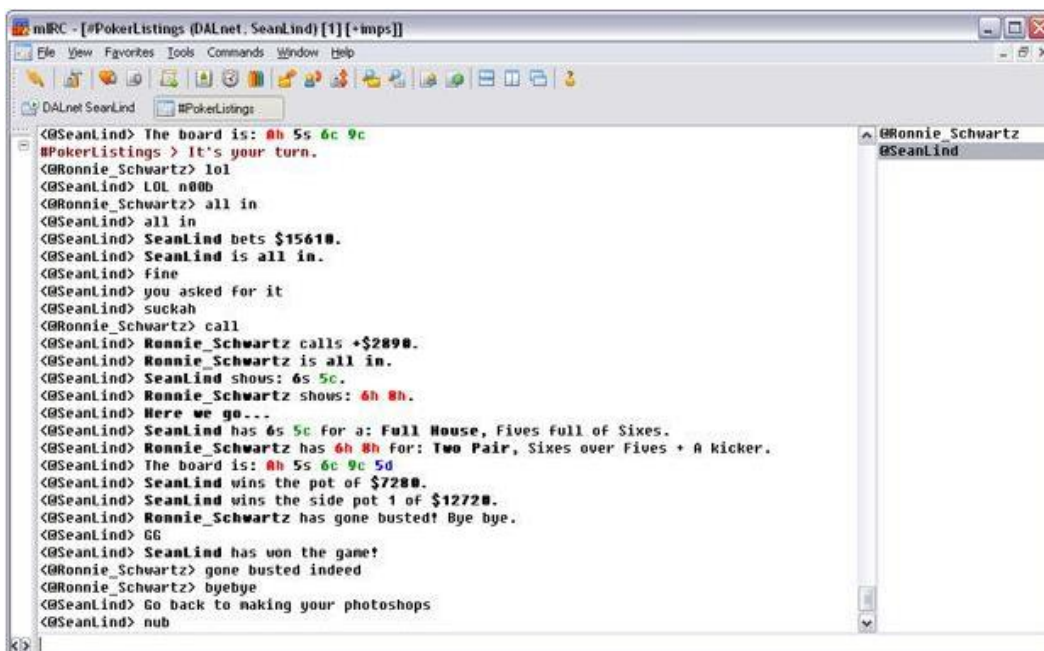 mIRC - [#PokerListings (DALnet, SeanLind) [1] [+imps]]
File View Favorites Tools Commands Window Help
DALnet SeanLind #PokerListings
<@SeanLind> The board is: Ah 5s 6c 9c
#PokerListings > It's your turn.
<@Ronnie_Schwartz> lol
<@SeanLind> LOL n00b
<@Ronnie_Schwartz> all in
<@SeanLind> all in
<@SeanLind> SeanLind bets $15610.
<@SeanLind> SeanLind is all in.
<@SeanLind> fine
<@SeanLind> you asked for it
<@SeanLind> suckah
<@Ronnie_Schwartz> call
<@SeanLind> Ronnie_Schwartz calls +$2890.
<@SeanLind> Ronnie_Schwartz is all in.
<@SeanLind> SeanLind shows: 6s 5c.
<@SeanLind> Ronnie_Schwartz shows: 6h 8h.
<@SeanLind> Here we go...
<@SeanLind> SeanLind has 6s 5c for a: Full House, Fives full of Sixes.
<@SeanLind> Ronnie_Schwartz has 6h 8h for: Two Pair, Sixes over Fives + A kicker.
<@SeanLind> The board is: Ah 5s 6c 9c 5d
<@SeanLind> SeanLind wins the pot of $7280.
<@SeanLind> SeanLind wins the side pot 1 of $12720.
<@SeanLind> Ronnie_Schwartz has gone busted! Bye bye.
<@SeanLind> GG
<@SeanLind> SeanLind has won the game!
<@Ronnie_Schwartz> gone busted indeed
<@Ronnie_Schwartz> byebye
<@SeanLind> Go back to making your photoshops
<@SeanLind> nub
@Ronnie_Schwartz
@SeanLind